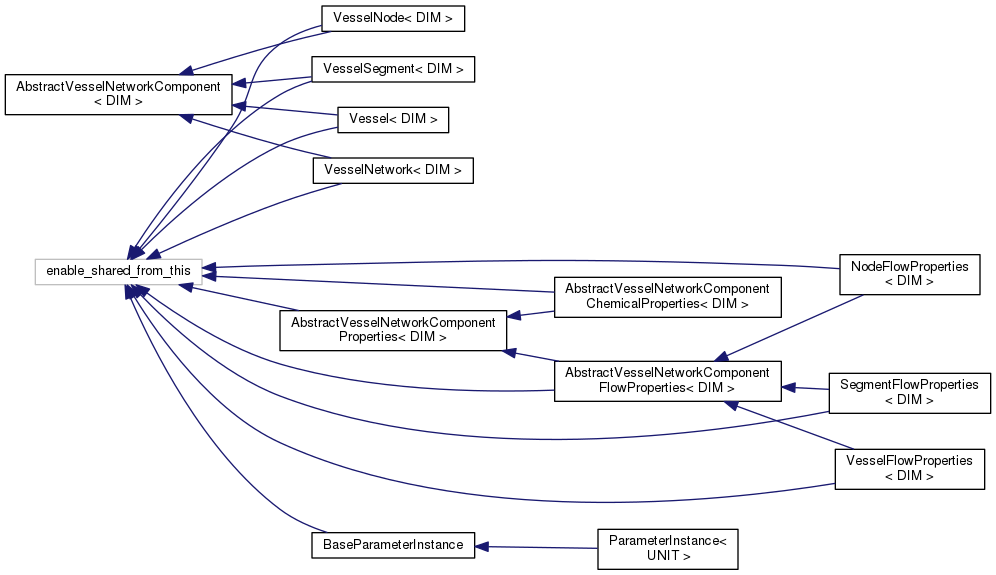 VesselNode< DIM >
AbstractVesselNetworkComponent
< DIM >
VesselSegment< DIM >
Vessel< DIM >
VesselNetwork< DIM >
enable_shared_from_this
NodeFlowProperties
< DIM >
AbstractVesselNetworkComponent
ChemicalProperties< DIM >
AbstractVesselNetworkComponent
Properties< DIM >
AbstractVesselNetworkComponent
FlowProperties< DIM >
SegmentFlowProperties
< DIM >
VesselFlowProperties
< DIM >
BaseParameterInstance
ParameterInstance<
UNIT >